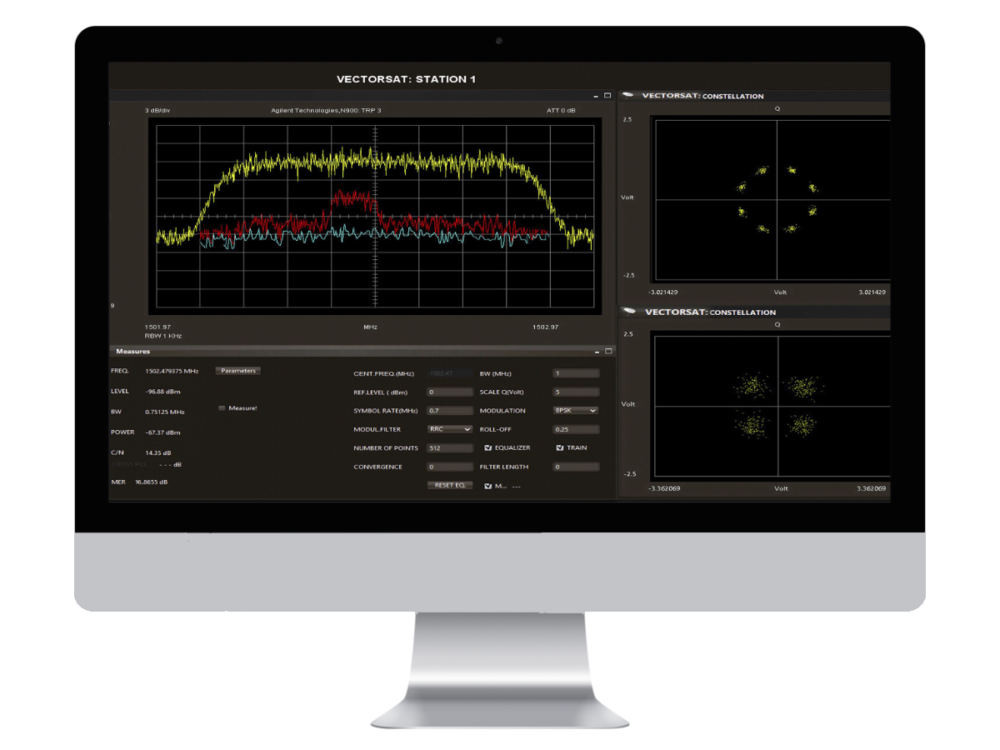 VECTORSAT: STATION 1
3 dB/div Agilent Technologies,N900: TRP 3 ATT 0 dB
9
1501.97 MHz 1502.97
RBW 1 KHz
Measures
FREQ. 1502.479375 MHz Parameters
LEVEL -96.88 dBm
BW 0.75125 MHz Measure!
POWER -67.37 dBm
C/N 14.35 dB
CROSS POL. - - - dB
MER 16.8655 dB
CENT.FREQ.(MHz) 1502.47 BW (MHz) 1
REF.LEVEL ( dBm) 0 SCALE Q(Volt) 5
SYMBOL RATE(MHz) 0.7 MODULATION 8PSK
MODUL.FILTER RRC ROLL-OFF 0.25
NUMBER OF POINTS 512 EQUALIZER TRAIN
CONVERGENCE 0 FILTER LENGTH 0
RESET EQ. M... ---
VECTORSAT: CONSTELLATION
Q
2.5
Volt
-2.5
-3.021429 Volt 3.021429
VECTORSAT: CONSTELLATION
Q
2.5
Volt
-2.5
-3.362069 Volt 3.362069